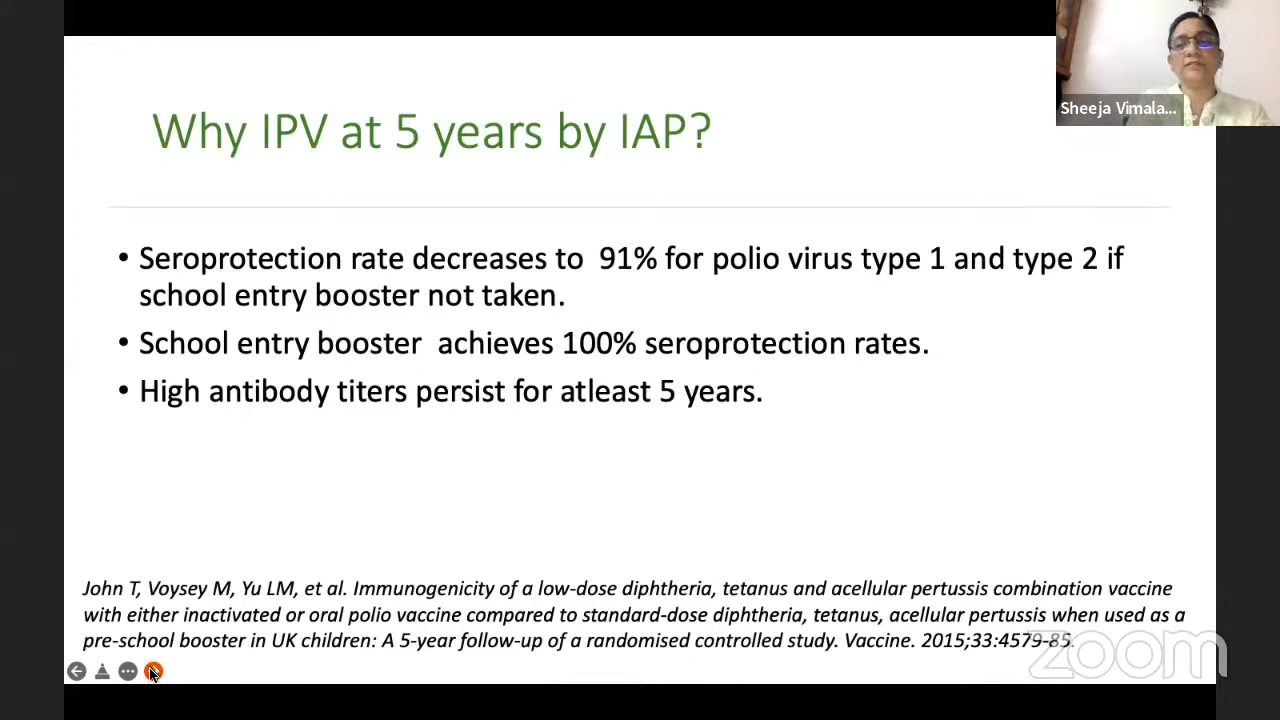 Sheeja Vimala...
Why IPV at 5 years by IAP?
• Seroprotection rate decreases to 91% for polio virus type 1 and type 2 if
school entry booster not taken.
• School entry booster achieves 100% seroprotection rates.
• High antibody titers persist for atleast 5 years.
John T, Voysey M, Yu LM, et al. Immunogenicity of a low-dose diphtheria, tetanus and acellular pertussis combination vaccine
with either inactivated or oral polio vaccine compared to standard-dose diphtheria, tetanus, acellular pertussis when used as a
pre-school booster in UK children: A 5-year follow-up of a randomised controlled study. Vaccine. 2015;33:4579-85.
zoom